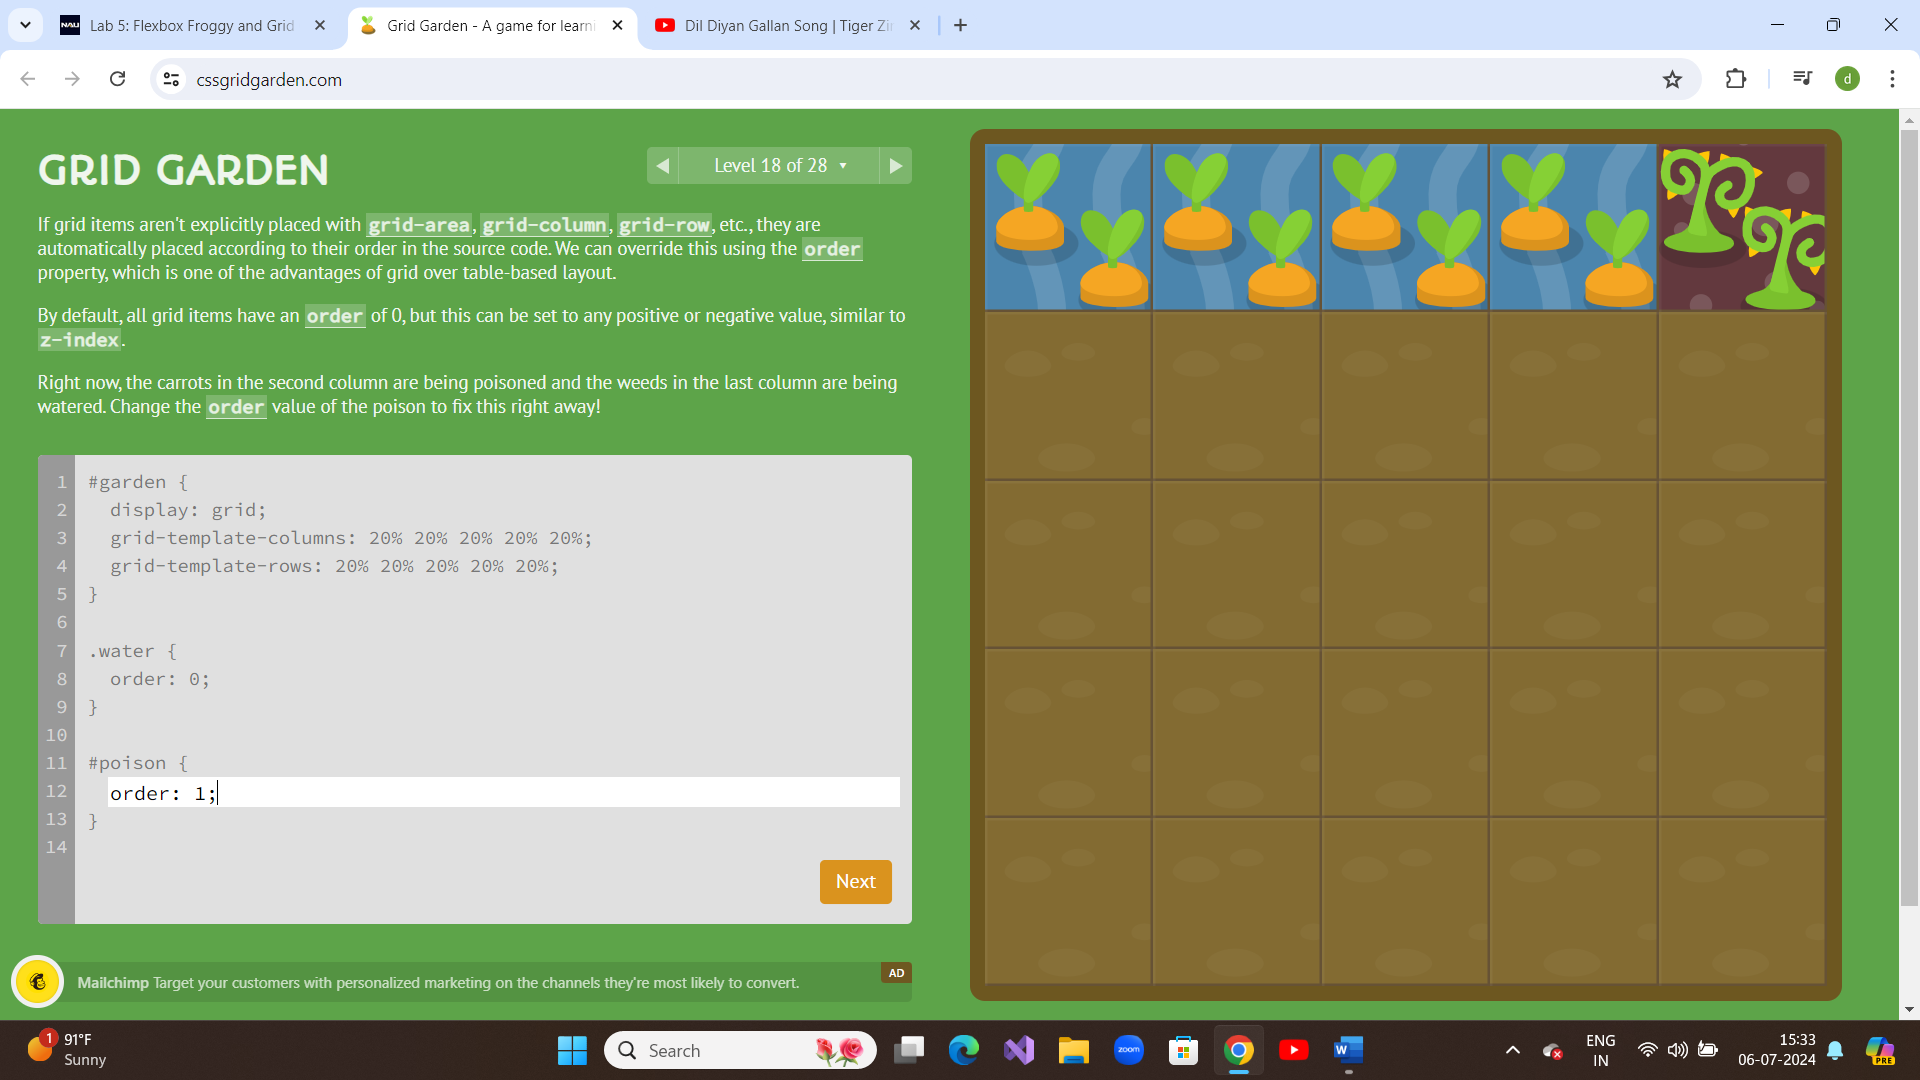 Lab 5: Flexbox Froggy and Grid
Grid Garden - A game for learni
Dil Diyan Gallan Song | Tiger Zin
cssgridgarden.com
d
GRID GARDEN
Level 18 of 28
If grid items aren't explicitly placed with grid-area, grid-column, grid-row, etc., they are
automatically placed according to their order in the source code. We can override this using the order
property, which is one of the advantages of grid over table-based layout.
By default, all grid items have an order of 0, but this can be set to any positive or negative value, similar to
z-index.
Right now, the carrots in the second column are being poisoned and the weeds in the last column are being
watered. Change the order value of the poison to fix this right away!
1 #garden {
2 display: grid;
3 grid-template-columns: 20% 20% 20% 20% 20%;
4 grid-template-rows: 20% 20% 20% 20% 20%;
5 }
6
7 .water {
8 order: 0;
9 }
10
11 #poison {
12 order: 1;
13 }
14
Next
Mailchimp Target your customers with personalized marketing on the channels they're most likely to convert.
AD
1
91°F
Sunny
Search
zoom
W
ENG
IN
15:33
06-07-2024
PRE